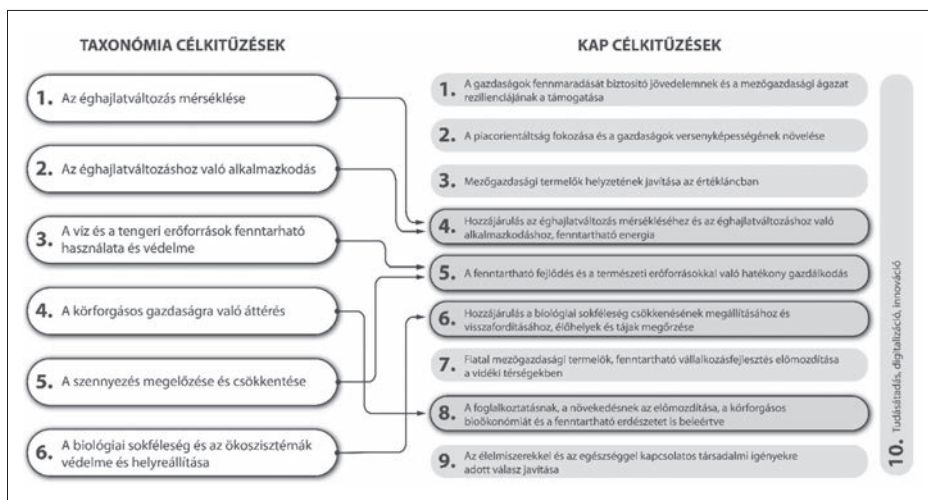 TAXONÓMIA CÉLKITŰZÉSEK
1. Az éghajlatváltozás mérséklése
2. Az éghajlatváltozáshoz való alkalmazkodás
3. A víz és a tengeri erőforrások fenntartható
használata és védelme
4. A körforgásos gazdaságra való áttérés
5. A szennyezés megelőzése és csökkentése
6. A biológiai sokféleség és az ökoszisztémák
védelme és helyreállítása
KAP CÉLKITŰZÉSEK
1. A gazdaságok fennmaradását biztosító jövedelemnek és a mezőgazdasági ágazat
rezilienciájának a támogatása
2. A piacorientáltság fokozása és a gazdaságok versenyképességének növelése
3. Mezőgazdasági termelők helyzetének javítása az értékláncban
4. Hozzájárulás az éghajlatváltozás mérsékléséhez és az éghajlatváltozáshoz való
alkalmazkodáshoz, fenntartható energia
5. A fenntartható fejlődés és a természeti erőforrásokkal való hatékony gazdálkodás
6. Hozzájárulás a biológiai sokféleség csökkenésének megállításához és
visszafordításához, élőhelyek és tájak megőrzése
7. Fiatal mezőgazdasági termelők, fenntartható vállalkozásfejlesztés előmozdítása
a vidéki térségekben
8. A foglalkoztatásnak, a növekedésnek az előmozdítása, a körforgásos
bioökonómiát és a fenntartható erdészetet is beleértve
9. Az élelmiszerekkel és az egészséggel kapcsolatos társadalmi igényekre
adott válasz javítása
10. Tudásátadás, digitalizáció, innováció